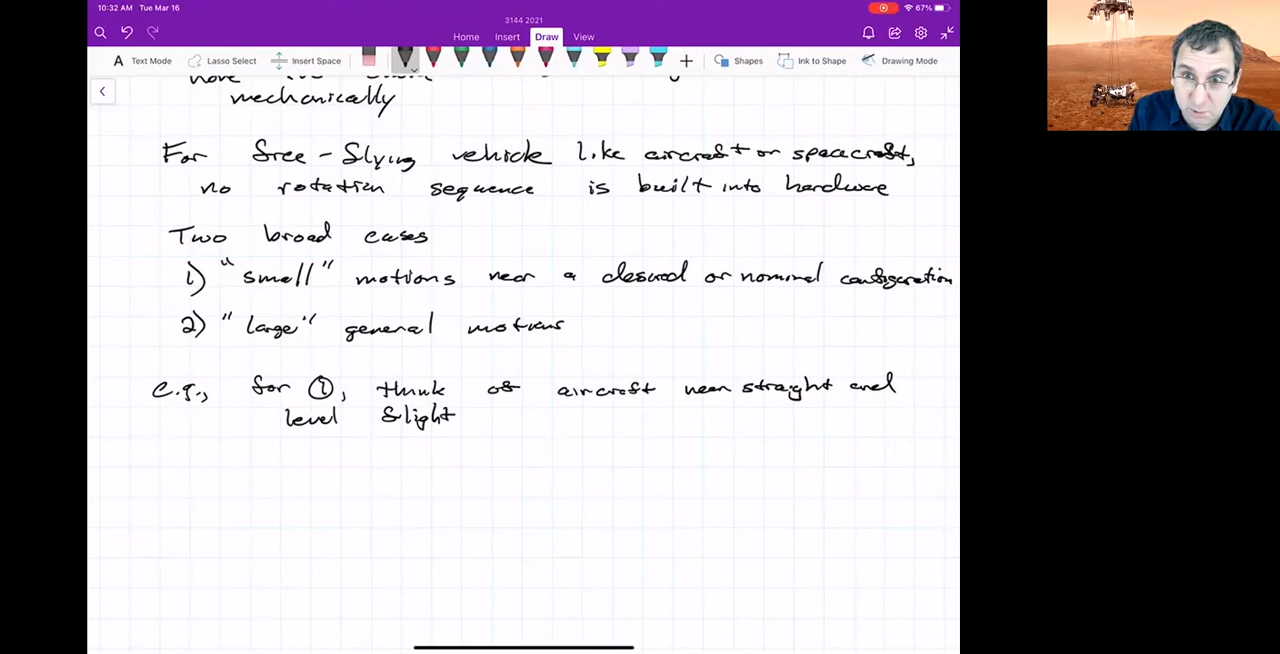 10:32 AM Tue Mar 16
67%
3144 2021
Home Insert Draw View
Text Mode Lasso Select Insert Space Shapes Ink to Shape Drawing Mode
have
mechanically
For free-flying vehicle like aircraft or spacecraft,
no rotation sequence is built into hardware
Two broad cases
1) "small" motions near a desired or nominal configuration
2) "large" general motions
e.g., for ①, think of aircraft near straight and
level flight